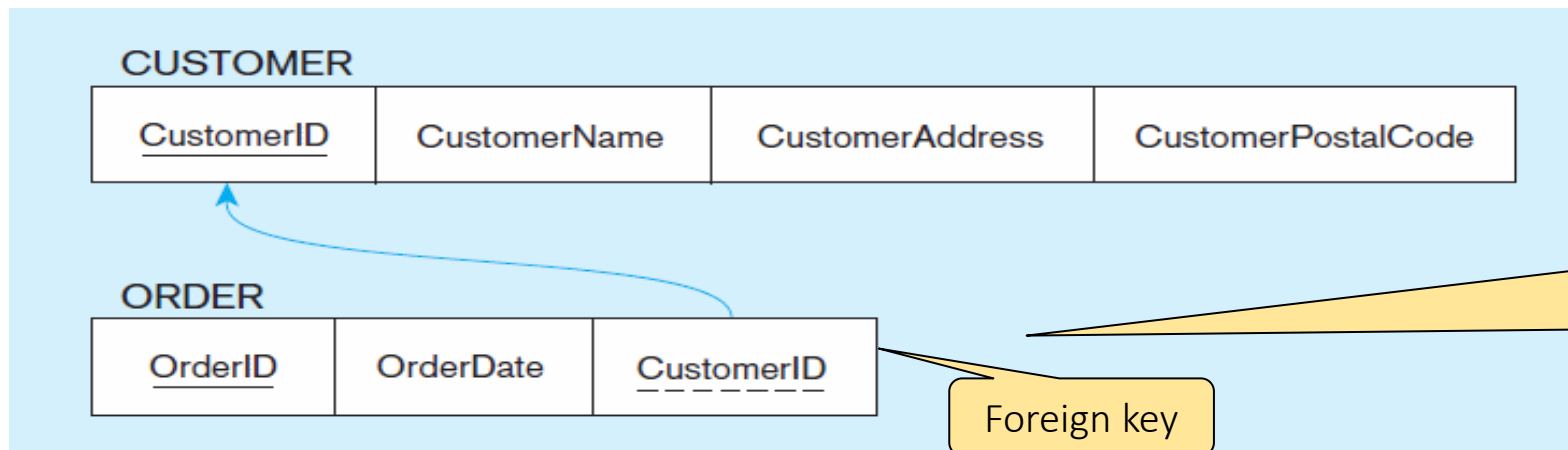 CUSTOMER
CustomerID CustomerName CustomerAddress CustomerPostalCode
ORDER
OrderID OrderDate CustomerID
Foreign key